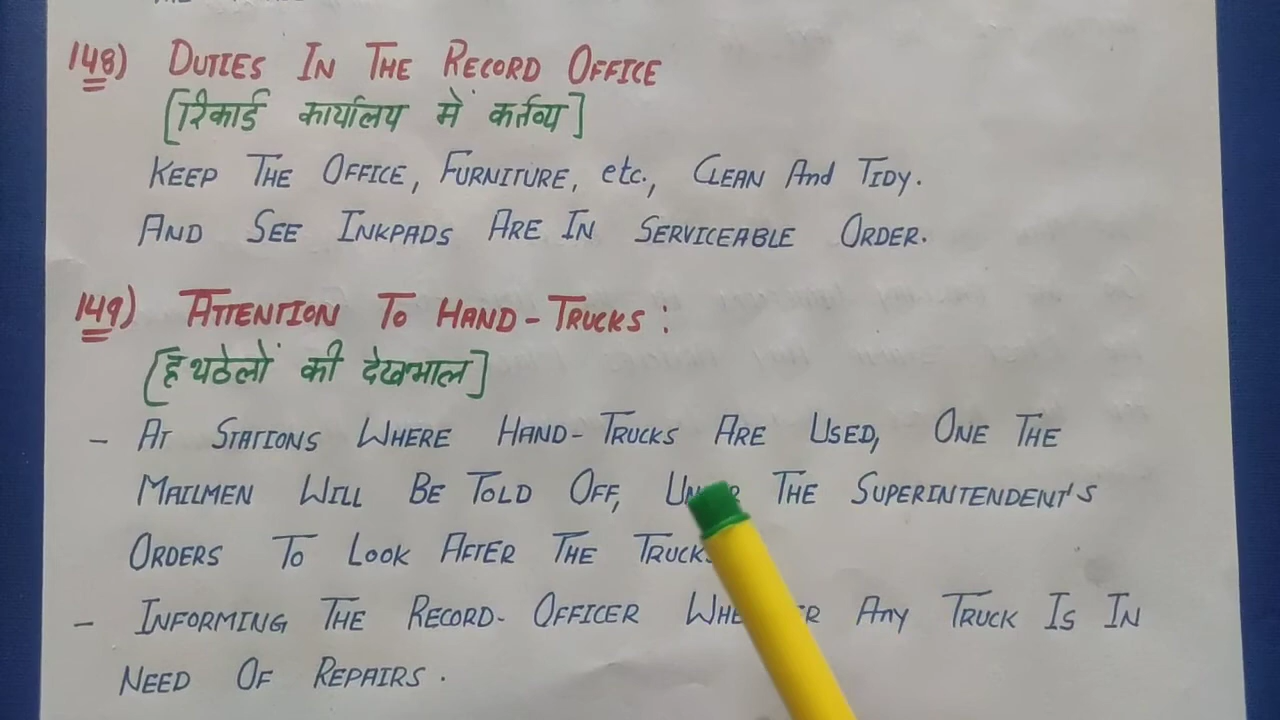 148) DUTIES IN THE RECORD OFFICE
[रिकार्ड कार्यालय में कर्तव्य]
KEEP THE OFFICE, FURNITURE, etc., CLEAN And TIDY.
AND SEE INKPADS ARE IN SERVICEABLE ORDER.
149) ATTENTION TO HAND-TRUCKS:
[हथठेलों की देखभाल]
- AT STATIONS WHERE HAND-TRUCKS ARE USED, ONE THE
MAILMEN WILL BE TOLD OFF, THE SUPERINTENDENT'S
ORDERS TO LOOK AFTER THE TRUCKS
- INFORMING THE RECORD-OFFICER ANY TRUCK IS IN
NEED OF REPAIRS.